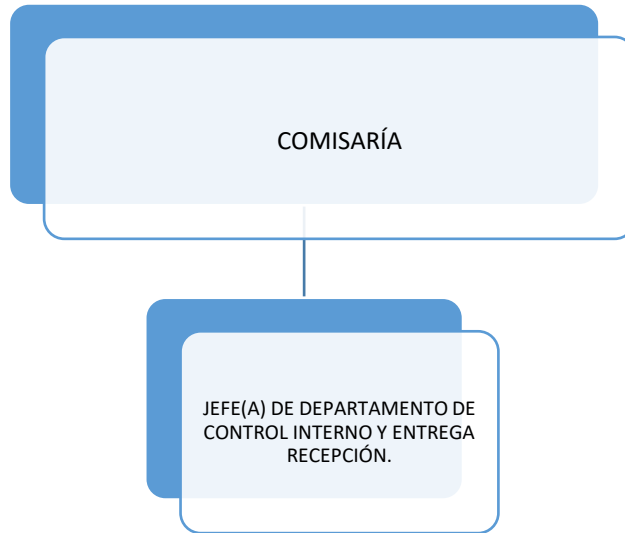 COMISARÍA
JEFE(A) DE DEPARTAMENTO DE
CONTROL INTERNO Y ENTREGA
RECEPCIÓN.